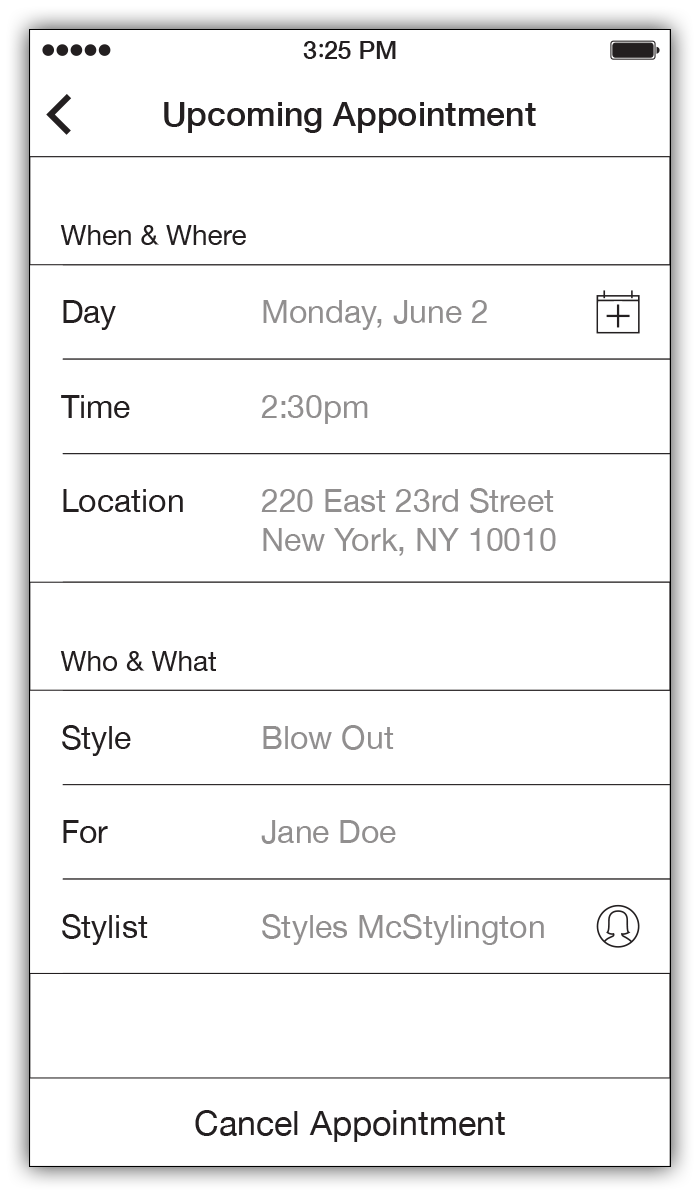 3:25 PM
Upcoming Appointment
When & Where
Day Monday, June 2
Time 2:30pm
Location 220 East 23rd Street
New York, NY 10010
Who & What
Style Blow Out
For Jane Doe
Stylist Styles McStylington
Cancel Appointment